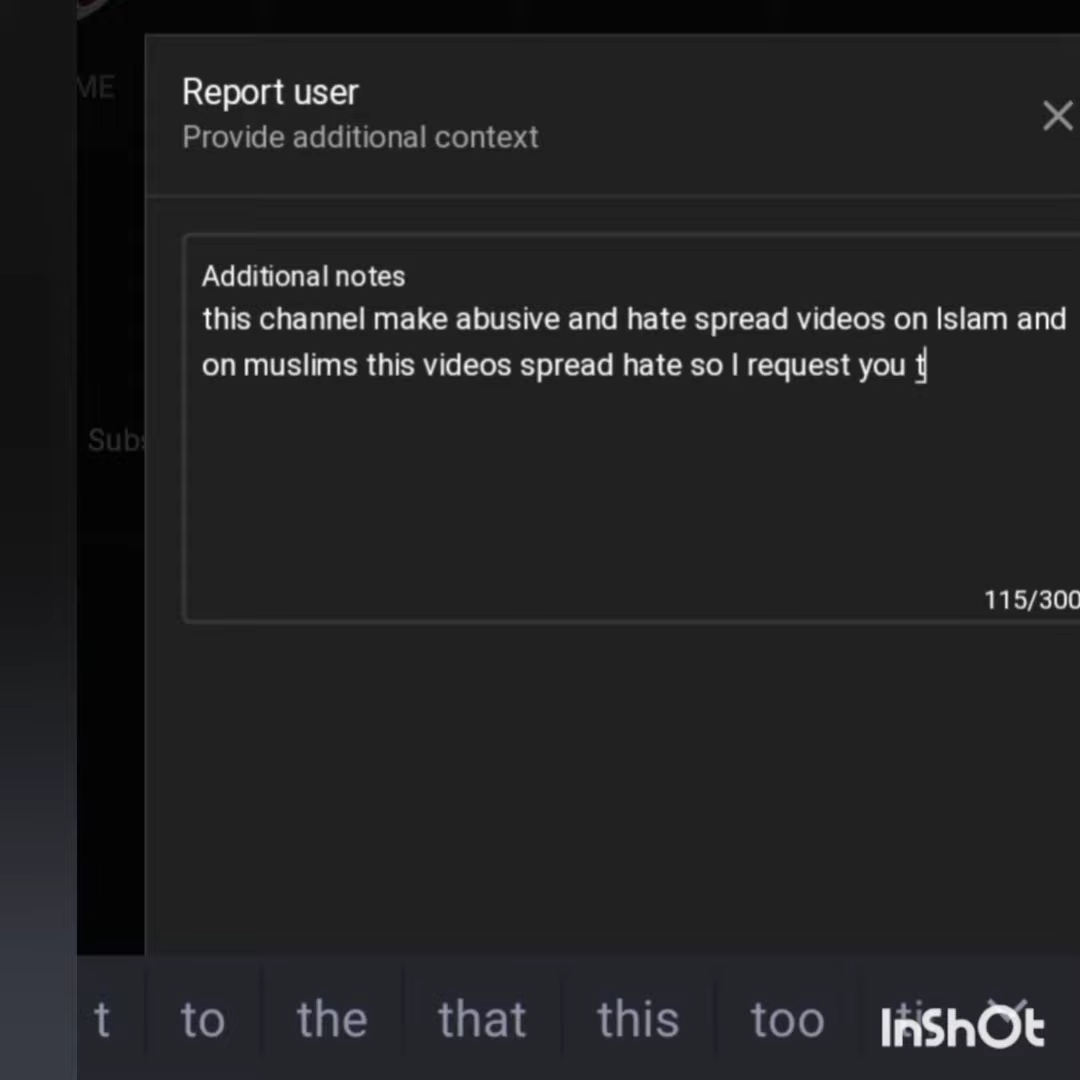 ME
Report user
Provide additional context
Additional notes
this channel make abusive and hate spread videos on Islam and
on muslims this videos spread hate so I request you t
Subs
115/300
t to the that this too
InShOt